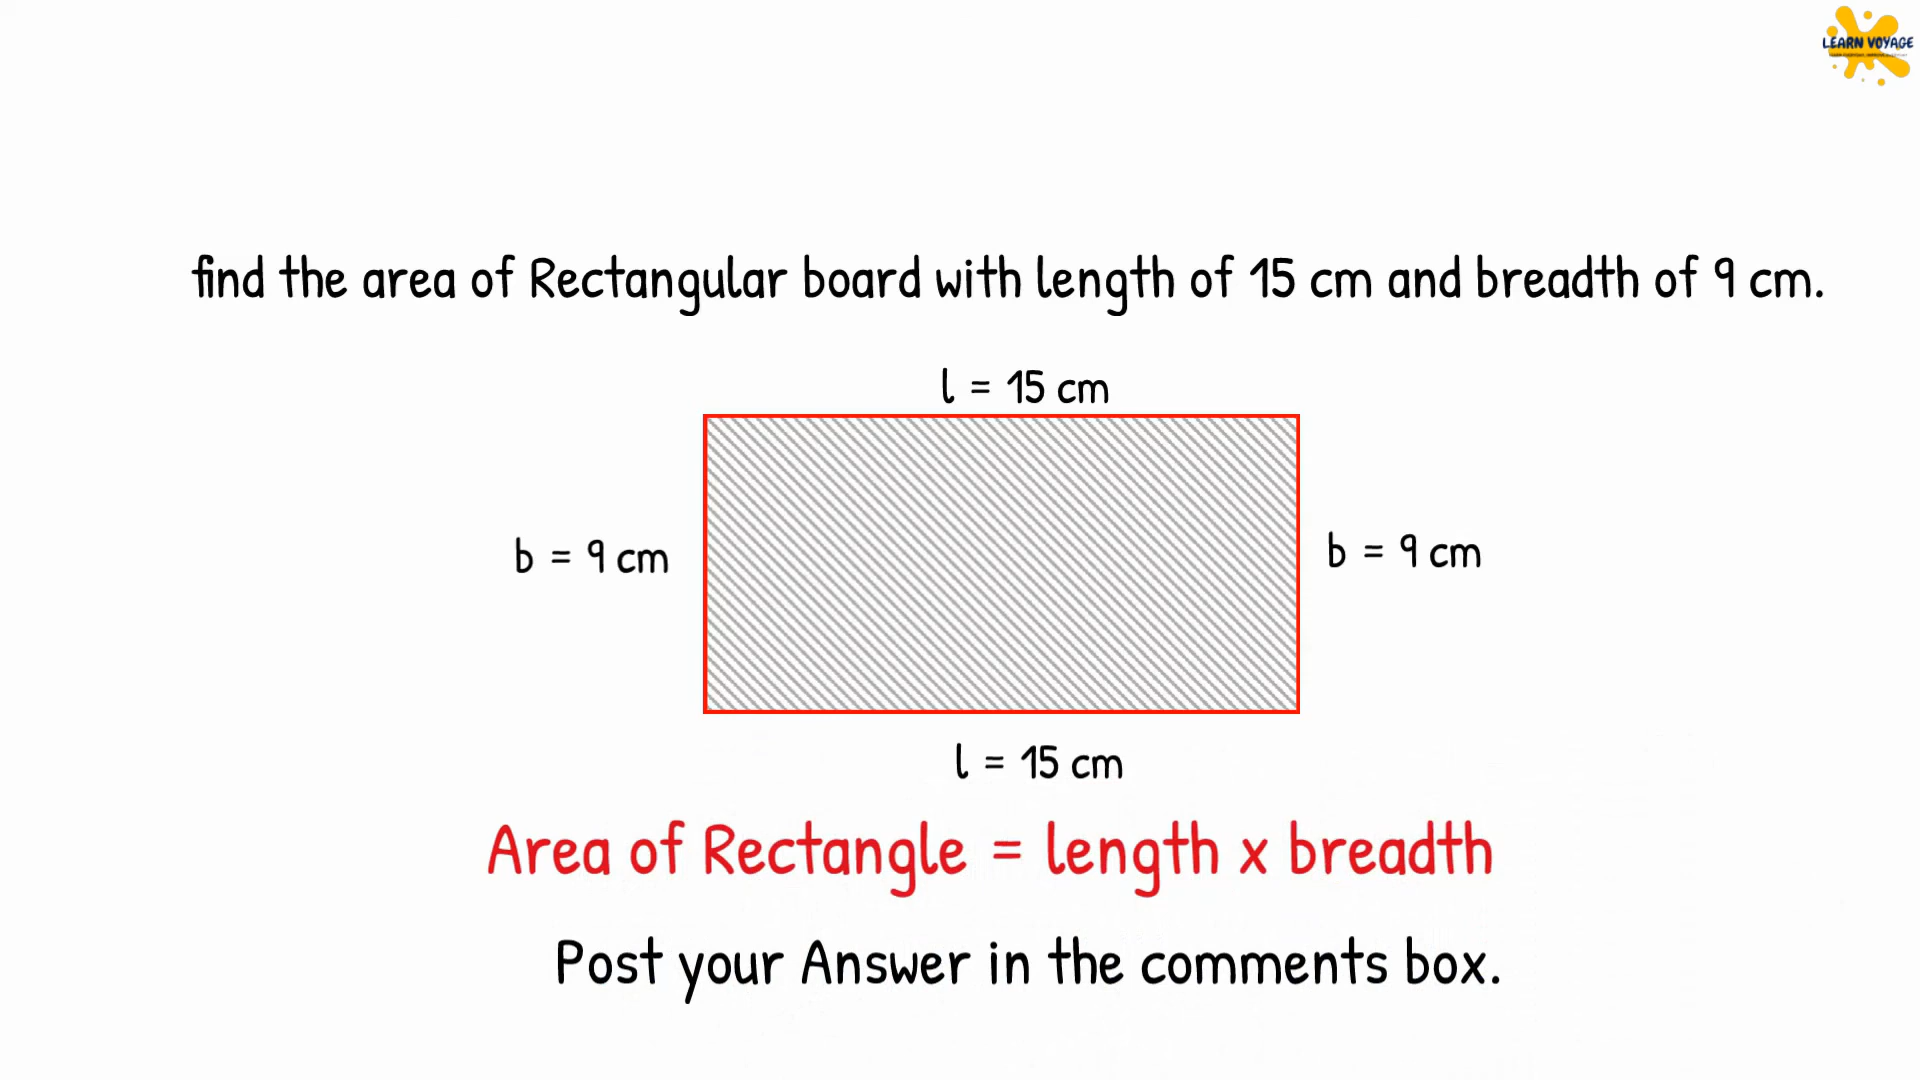 LEARN VOYAGE
find the area of Rectangular board with length of 15 cm and breadth of 9 cm.
l = 15 cm
b = 9 cm
b = 9 cm
l = 15 cm
Area of Rectangle = length x breadth
Post your Answer in the comments box.